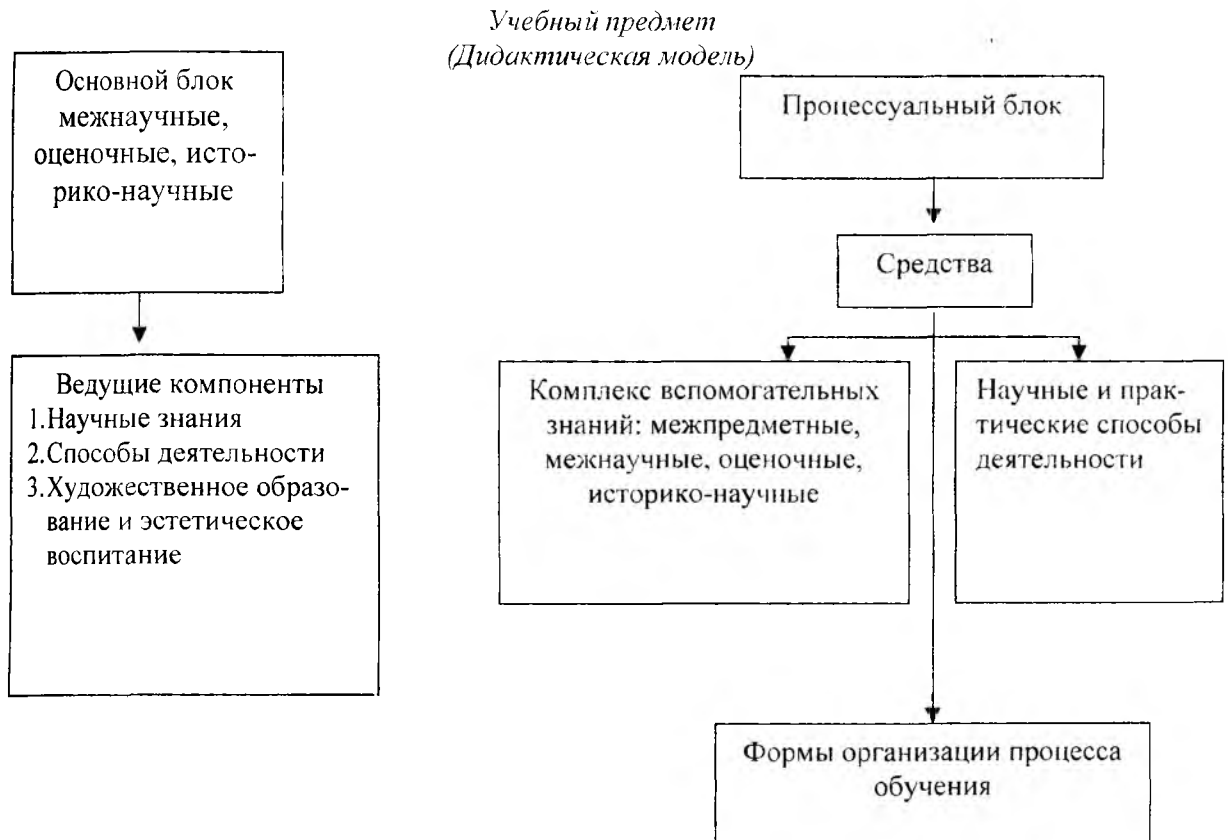 Учебный предмет
(Дидактическая модель)
Основной блок
межнаучные,
оценочные, исто-
рико-научные
Ведущие компоненты
1.Научные знания
2.Способы деятельности
3.Художественное образо-
вание и эстетическое
воспитание
Процессуальный блок
Средства
Комплекс вспомогательных
знаний: межпредметные,
межнаучные, оценочные,
историко-научные
Научные и прак-
тические способы
деятельности
Формы организации процесса
обучения